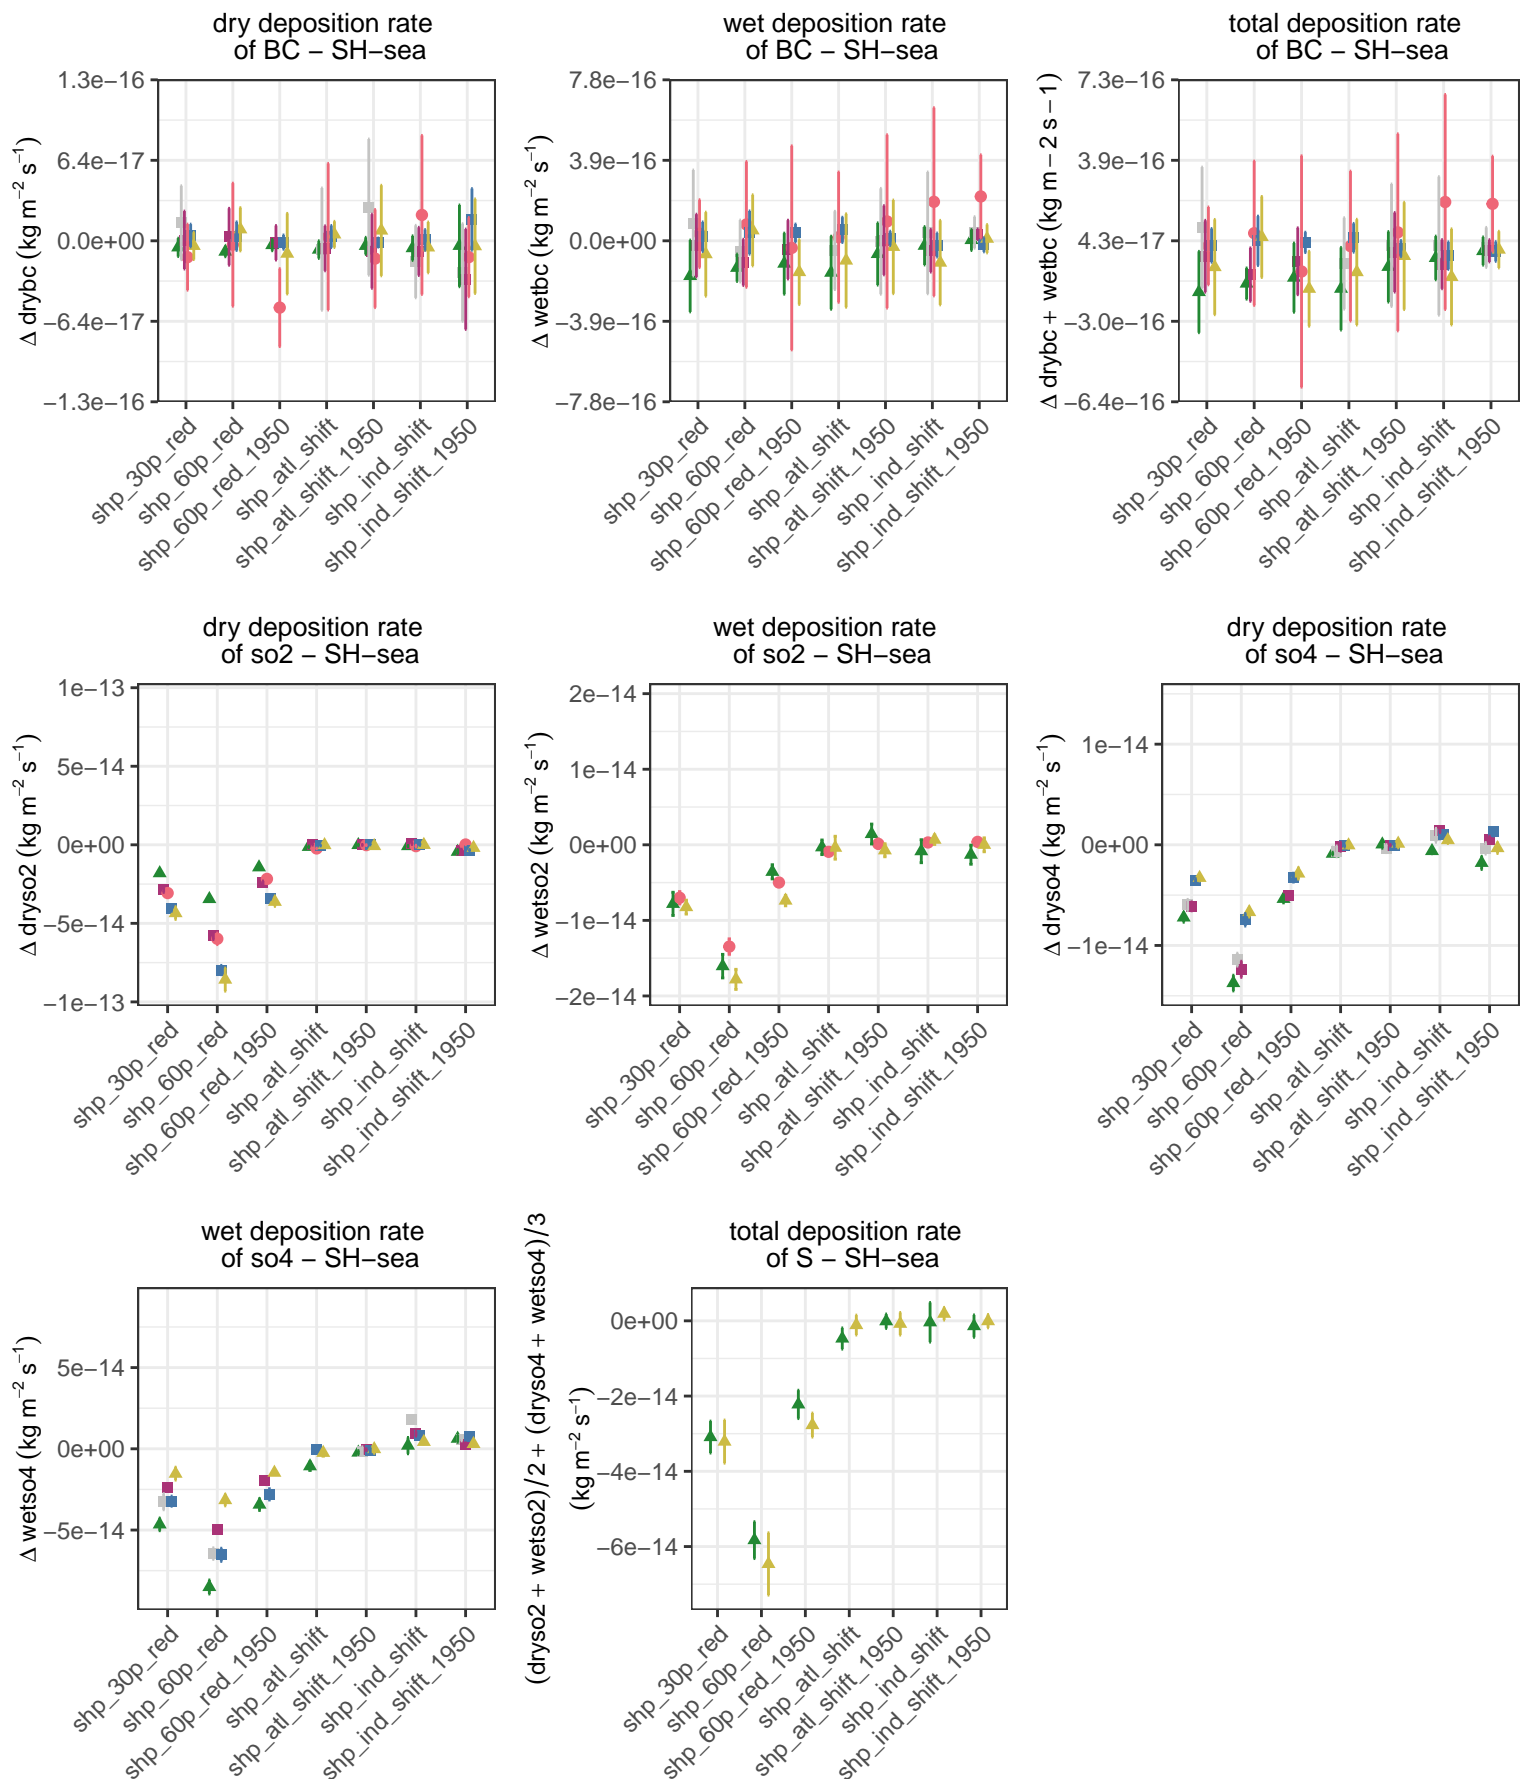 dry deposition rate
of BC − SH−sea
Δ drybc (kg m−2 s−1)
1.3e−16
6.4e−17
0.0e+00
−6.4e−17
−1.3e−16
shp_30p_red
shp_60p_red
shp_60p_red_1950
shp_atl_shift
shp_atl_shift_1950
shp_ind_shift
shp_ind_shift_1950
wet deposition rate
of BC − SH−sea
Δ wetbc (kg m−2 s−1)
7.8e−16
3.9e−16
0.0e+00
−3.9e−16
−7.8e−16
shp_30p_red
shp_60p_red
shp_60p_red_1950
shp_atl_shift
shp_atl_shift_1950
shp_ind_shift
shp_ind_shift_1950
total deposition rate
of BC − SH−sea
Δ drybc + wetbc (kg m−2 s−1)
7.3e−16
3.9e−16
4.3e−17
−3.0e−16
−6.4e−16
shp_30p_red
shp_60p_red
shp_60p_red_1950
shp_atl_shift
shp_atl_shift_1950
shp_ind_shift
shp_ind_shift_1950
dry deposition rate
of so2 − SH−sea
Δ dryso2 (kg m−2 s−1)
1e−13
5e−14
0e+00
−5e−14
−1e−13
shp_30p_red
shp_60p_red
shp_60p_red_1950
shp_atl_shift
shp_atl_shift_1950
shp_ind_shift
shp_ind_shift_1950
wet deposition rate
of so2 − SH−sea
Δ wetso2 (kg m−2 s−1)
2e−14
1e−14
0e+00
−1e−14
−2e−14
shp_30p_red
shp_60p_red
shp_60p_red_1950
shp_atl_shift
shp_atl_shift_1950
shp_ind_shift
shp_ind_shift_1950
dry deposition rate
of so4 − SH−sea
Δ dryso4 (kg m−2 s−1)
1e−14
0e+00
−1e−14
shp_30p_red
shp_60p_red
shp_60p_red_1950
shp_atl_shift
shp_atl_shift_1950
shp_ind_shift
shp_ind_shift_1950
wet deposition rate
of so4 − SH−sea
Δ wetso4 (kg m−2 s−1)
5e−14
0e+00
−5e−14
shp_30p_red
shp_60p_red
shp_60p_red_1950
shp_atl_shift
shp_atl_shift_1950
shp_ind_shift
shp_ind_shift_1950
total deposition rate
of S − SH−sea
(dryso2 + wetso2)/2 + (dryso4 + wetso4)/3
(kg m−2 s−1)
0e+00
−2e−14
−4e−14
−6e−14
shp_30p_red
shp_60p_red
shp_60p_red_1950
shp_atl_shift
shp_atl_shift_1950
shp_ind_shift
shp_ind_shift_1950